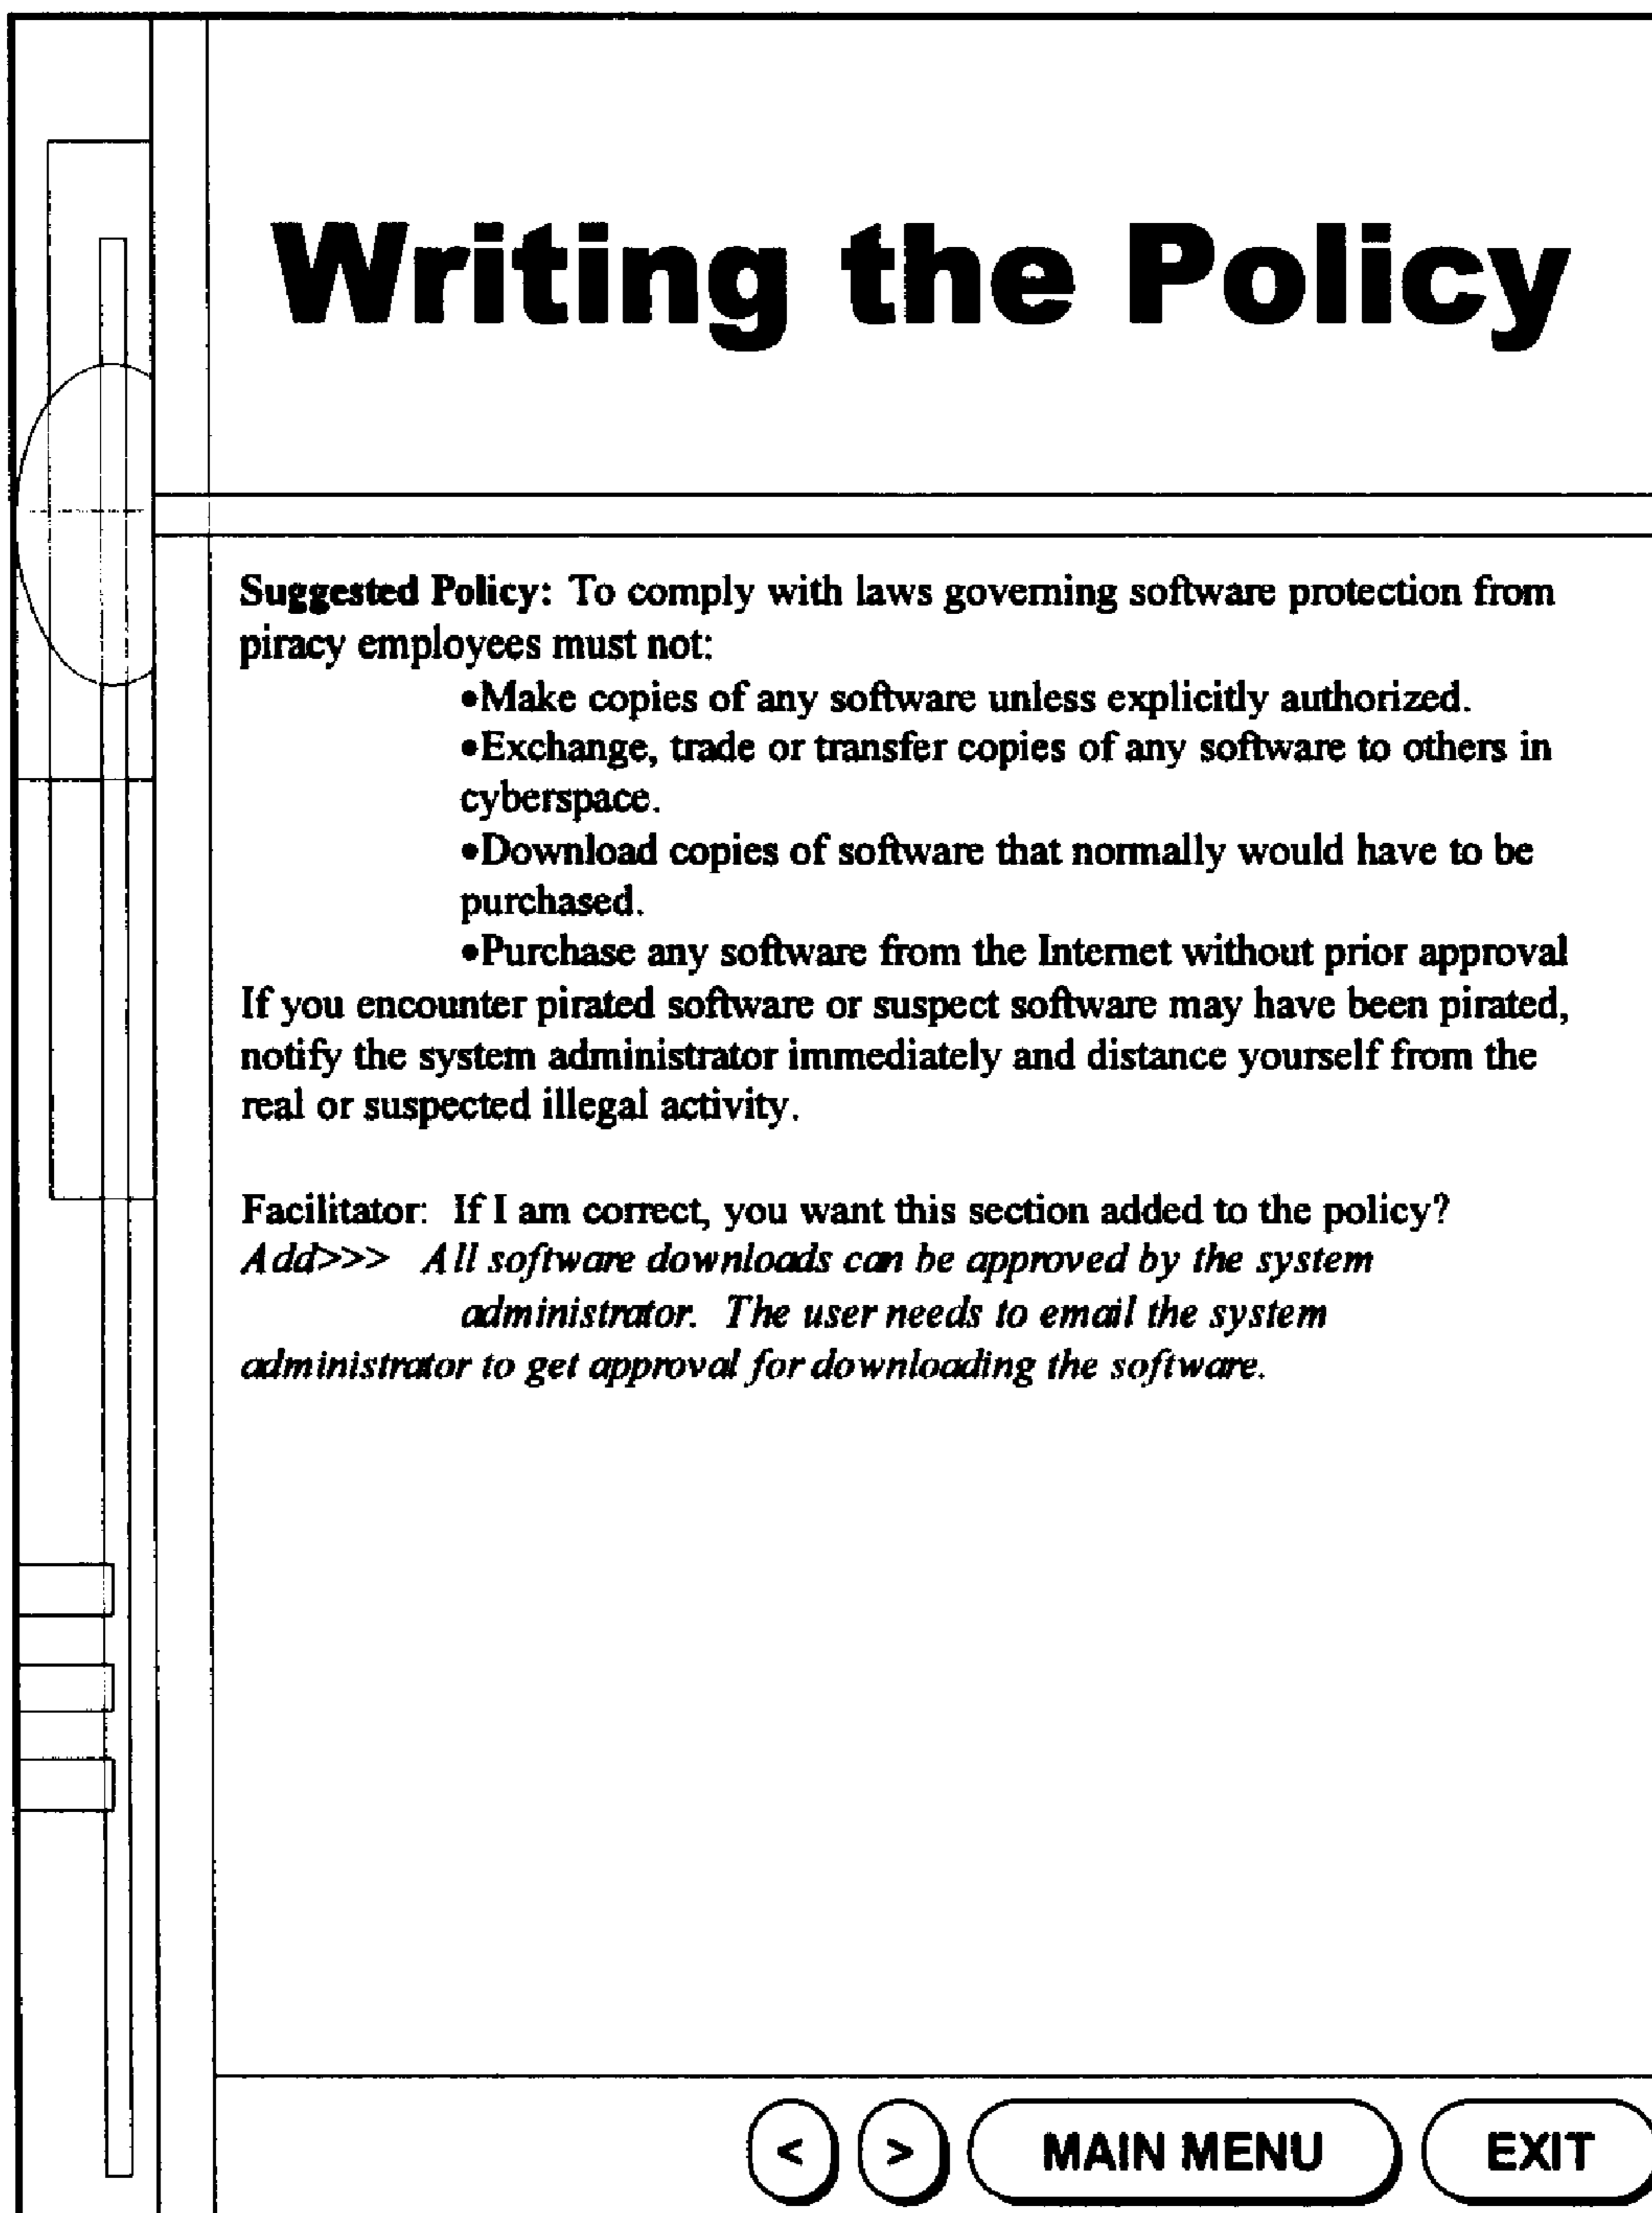 Writing the Policy
Suggested Policy: To comply with laws governing software protection from
piracy employees must not:
•Make copies of any software unless explicitly authorized.
•Exchange, trade or transfer copies of any software to others in
cyberspace.
•Download copies of software that normally would have to be
purchased.
•Purchase any software from the Internet without prior approval
If you encounter pirated software or suspect software may have been pirated,
notify the system administrator immediately and distance yourself from the
real or suspected illegal activity.
Facilitator: If I am correct, you want this section added to the policy?
Add>>> All software downloads can be approved by the system
administrator. The user needs to email the system
administrator to get approval for downloading the software.
< > MAIN MENU EXIT